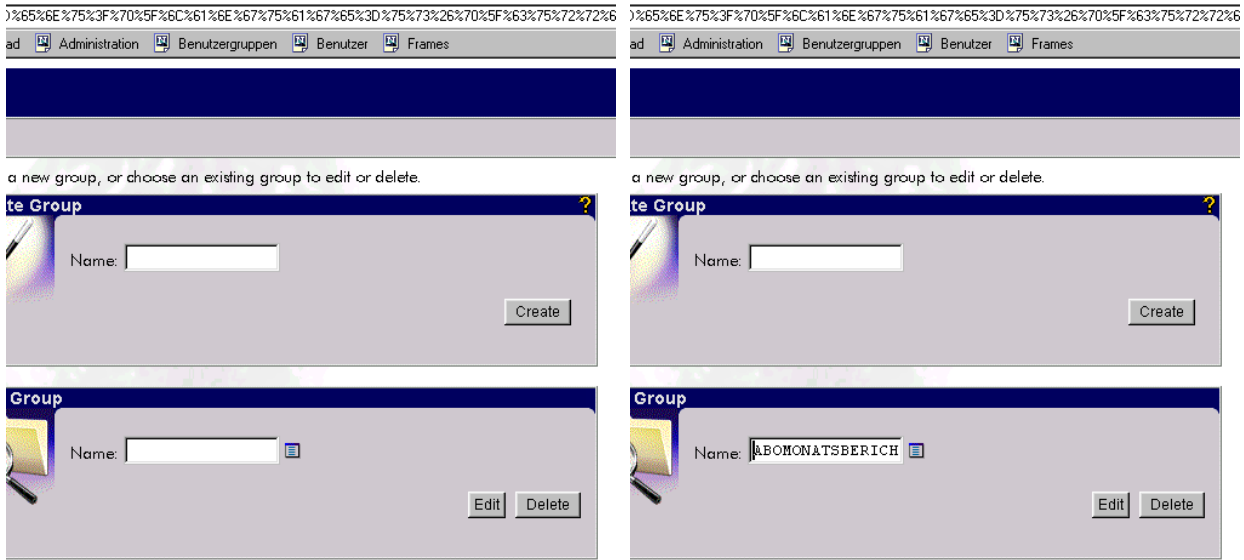 %65%6E%75%3F%70%5F%6C%61%6E%67%75%61%67%65%3D%75%73%26%70%5F%63%75%72%72%6
ad Administration Benutzergruppen Benutzer Frames
a new group, or choose an existing group to edit or delete.
te Group ?
Name:
Create
Group
Name:
Edit Delete
%65%6E%75%3F%70%5F%6C%61%6E%67%75%61%67%65%3D%75%73%26%70%5F%63%75%72%72%6
ad Administration Benutzergruppen Benutzer Frames
a new group, or choose an existing group to edit or delete.
te Group ?
Name:
Create
Group
Name: ABOMONATSBERICH
Edit Delete